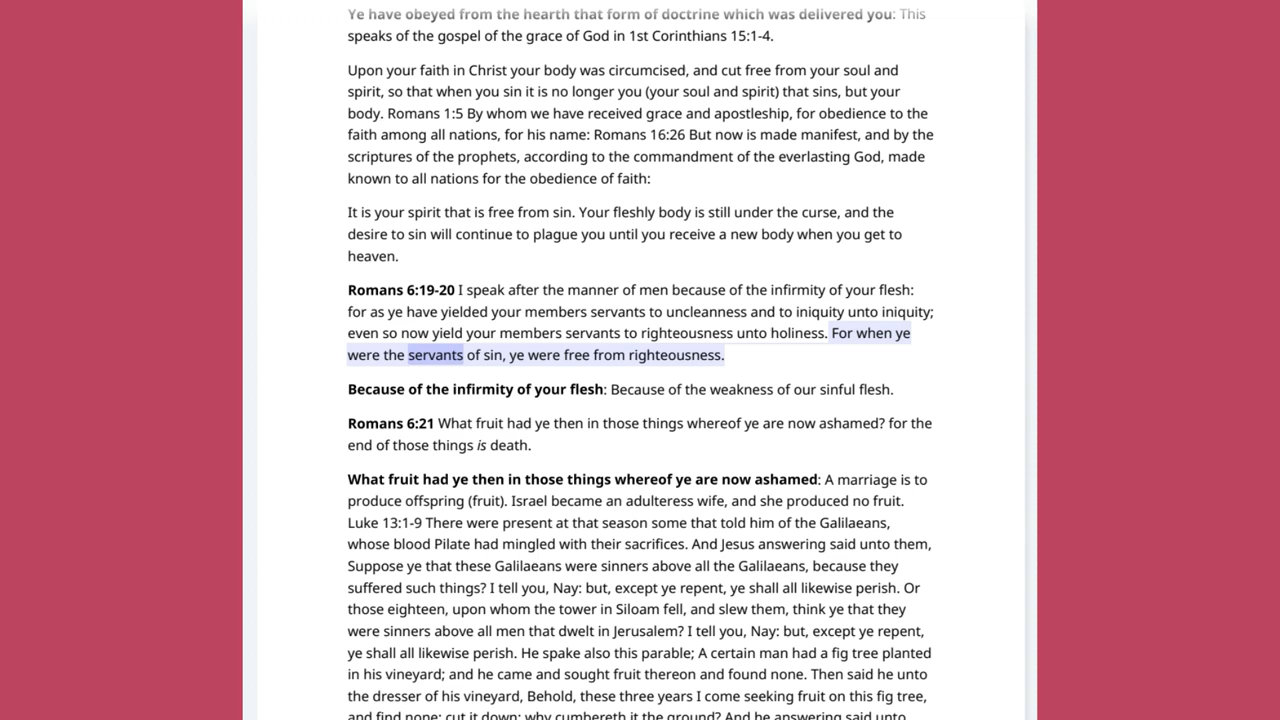 Ye have obeyed from the hearth that form of doctrine which was delivered you: This
speaks of the gospel of the grace of God in 1st Corinthians 15:1-4.
Upon your faith in Christ your body was circumcised, and cut free from your soul and
spirit, so that when you sin it is no longer you (your soul and spirit) that sins, but your
body. Romans 1:5 By whom we have received grace and apostleship, for obedience to the
faith among all nations, for his name: Romans 16:26 But now is made manifest, and by the
scriptures of the prophets, according to the commandment of the everlasting God, made
known to all nations for the obedience of faith:
It is your spirit that is free from sin. Your fleshly body is still under the curse, and the
desire to sin will continue to plague you until you receive a new body when you get to
heaven.
Romans 6:19-20 I speak after the manner of men because of the infirmity of your flesh:
for as ye have yielded your members servants to uncleanness and to iniquity unto iniquity;
even so now yield your members servants to righteousness unto holiness. For when ye
were the servants of sin, ye were free from righteousness.
Because of the infirmity of your flesh: Because of the weakness of our sinful flesh.
Romans 6:21 What fruit had ye then in those things whereof ye are now ashamed? for the
end of those things is death.
What fruit had ye then in those things whereof ye are now ashamed: A marriage is to
produce offspring (fruit). Israel became an adulteress wife, and she produced no fruit.
Luke 13:1-9 There were present at that season some that told him of the Galilaeans,
whose blood Pilate had mingled with their sacrifices. And Jesus answering said unto them,
Suppose ye that these Galilaeans were sinners above all the Galilaeans, because they
suffered such things? I tell you, Nay: but, except ye repent, ye shall all likewise perish. Or
those eighteen, upon whom the tower in Siloam fell, and slew them, think ye that they
were sinners above all men that dwelt in Jerusalem? I tell you, Nay: but, except ye repent,
ye shall all likewise perish. He spake also this parable; A certain man had a fig tree planted
in his vineyard; and he came and sought fruit thereon and found none. Then said he unto
the dresser of his vineyard, Behold, these three years I come seeking fruit on this fig tree,
and find none: cut it down; why cumbereth it the ground? And he answering said unto